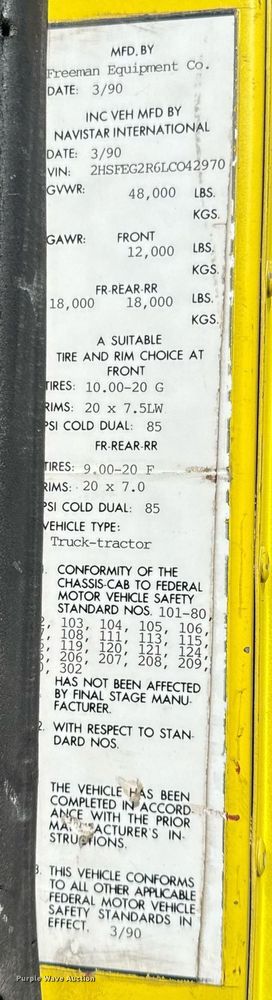 MFD. BY
Freeman Equipment Co.
DATE: 3/90
INC VEH MFD BY
NAVISTAR INTERNATIONAL
DATE: 3/90
VIN: 2HSFEG2R6LC042970
GVWR: 48,000 LBS.
KGS.
GAWR: FRONT
12,000 LBS.
KGS.
FR-REAR-RR
18,000 18,000 LBS.
KGS.
A SUITABLE
TIRE AND RIM CHOICE AT
FRONT
TIRES: 10.00-20 G
RIMS: 20 x 7.5LW
PSI COLD DUAL: 85
FR-REAR-RR
TIRES: 9.00-20 F
RIMS: 20 x 7.0
PSI COLD DUAL: 85
VEHICLE TYPE:
Truck-tractor
CONFORMITY OF THE
CHASSIS-CAB TO FEDERAL
MOTOR VEHICLE SAFETY
STANDARD NOS. 101-80,
, 103, 104, 105, 106,
, 108, 111, 113, 115,
, 119, 120, 121, 124,
, 206, 207, 208, 209,
, 302
HAS NOT BEEN AFFECTED
BY FINAL STAGE MANU-
FACTURER.
2. WITH RESPECT TO STAN-
DARD NOS.
THE VEHICLE HAS BEEN
COMPLETED IN ACCORD-
ANCE WITH THE PRIOR
MANUFACTURER'S IN-
STRUCTIONS.
3. THIS VEHICLE CONFORMS
TO ALL OTHER APPLICABLE
FEDERAL MOTOR VEHICLE
SAFETY STANDARDS IN
EFFECT. 3/90
Purple Wave Auction